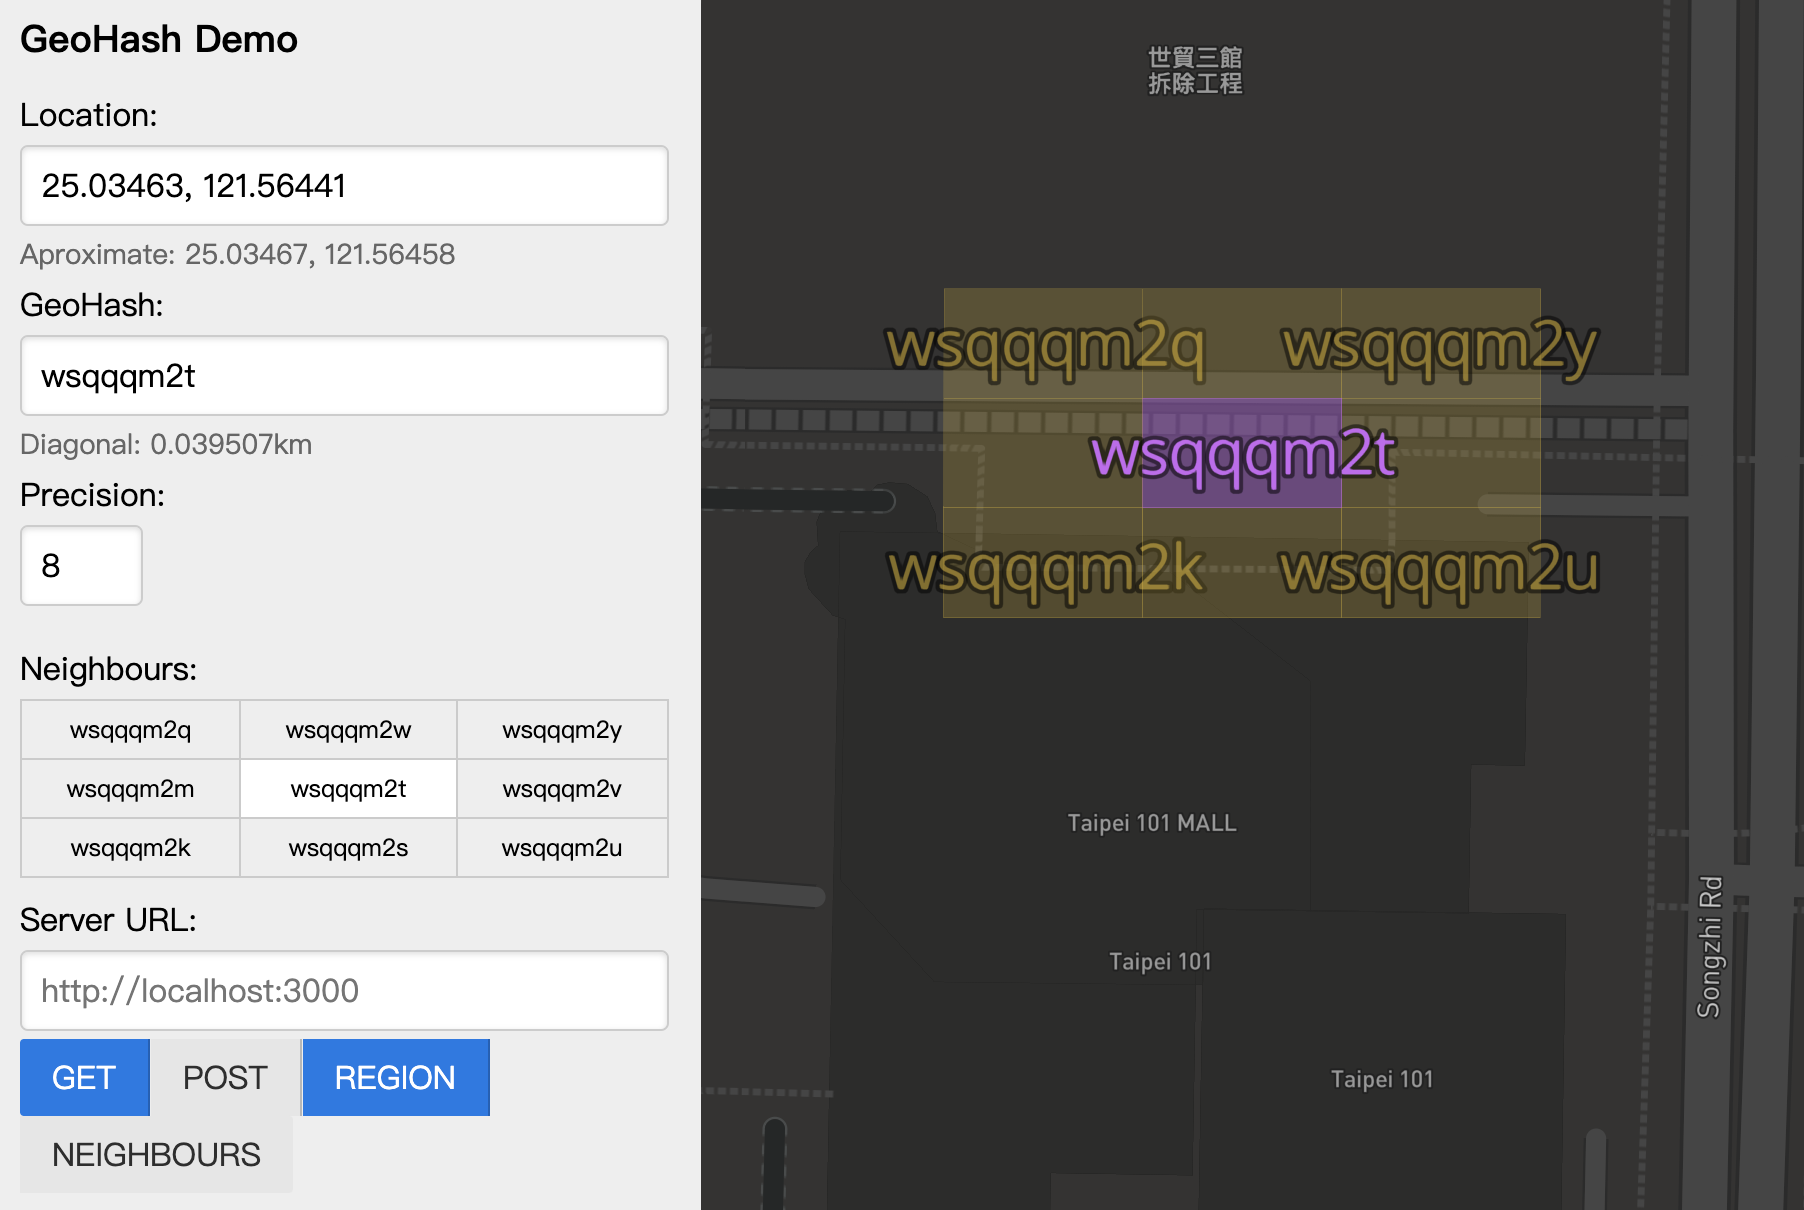 GeoHash Demo
Location:
25.03463, 121.56441
Aproximate: 25.03467, 121.56458
GeoHash:
wsqqqm2t
Diagonal: 0.039507km
Precision:
8
Neighbours:
wsqqqm2q wsqqqm2w wsqqqm2y
wsqqqm2m wsqqqm2t wsqqqm2v
wsqqqm2k wsqqqm2s wsqqqm2u
Server URL:
http://localhost:3000
GET POST REGION
NEIGHBOURS
世貿三館
拆除工程
wsqqqm2q wsqqqm2y
wsqqqm2t
wsqqqm2k wsqqqm2u
Taipei 101 MALL
Taipei 101
Taipei 101
Songzhi Rd